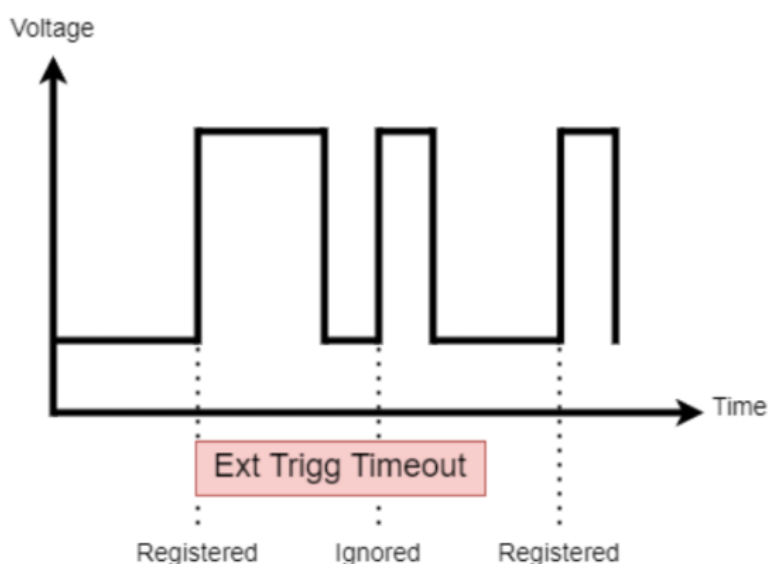 Voltage
Time
Ext Trigg Timeout
Registered
Ignored
Registered